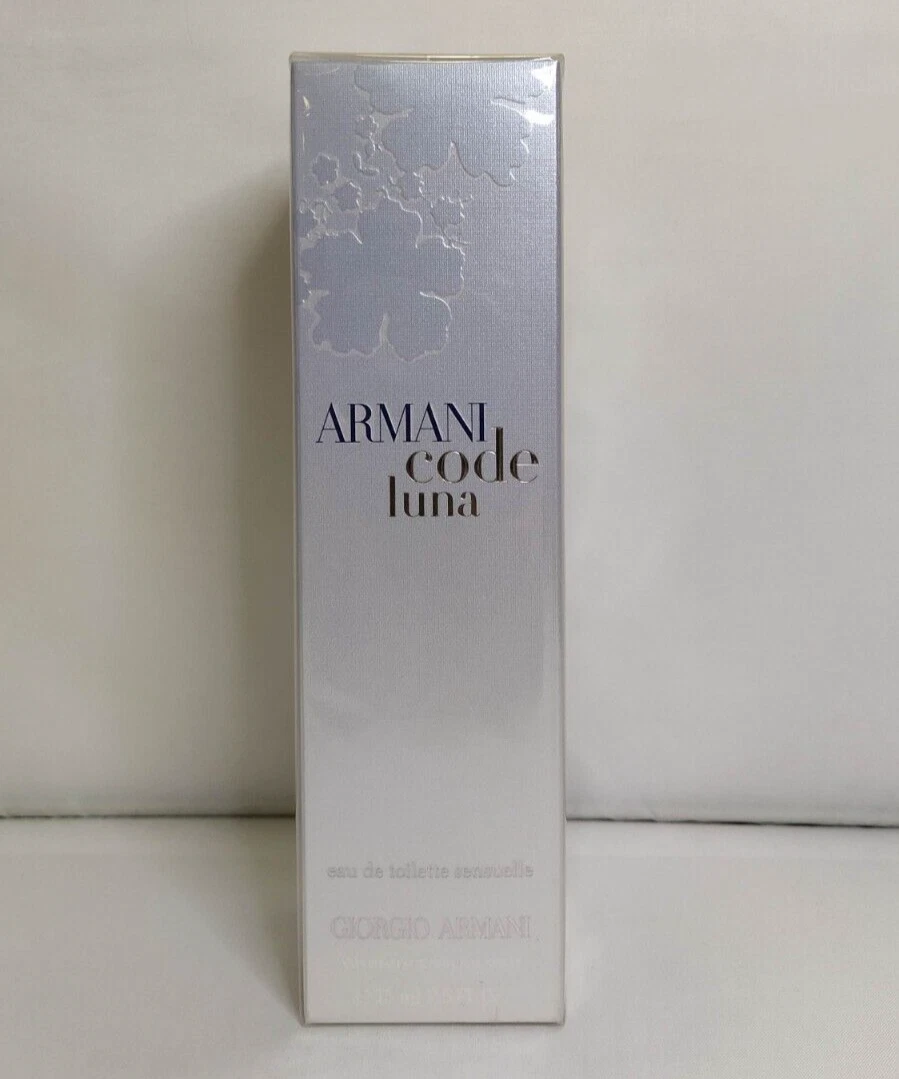 ARMANI
code
luna
eau de toilette sensuelle
GIORGIO ARMANI